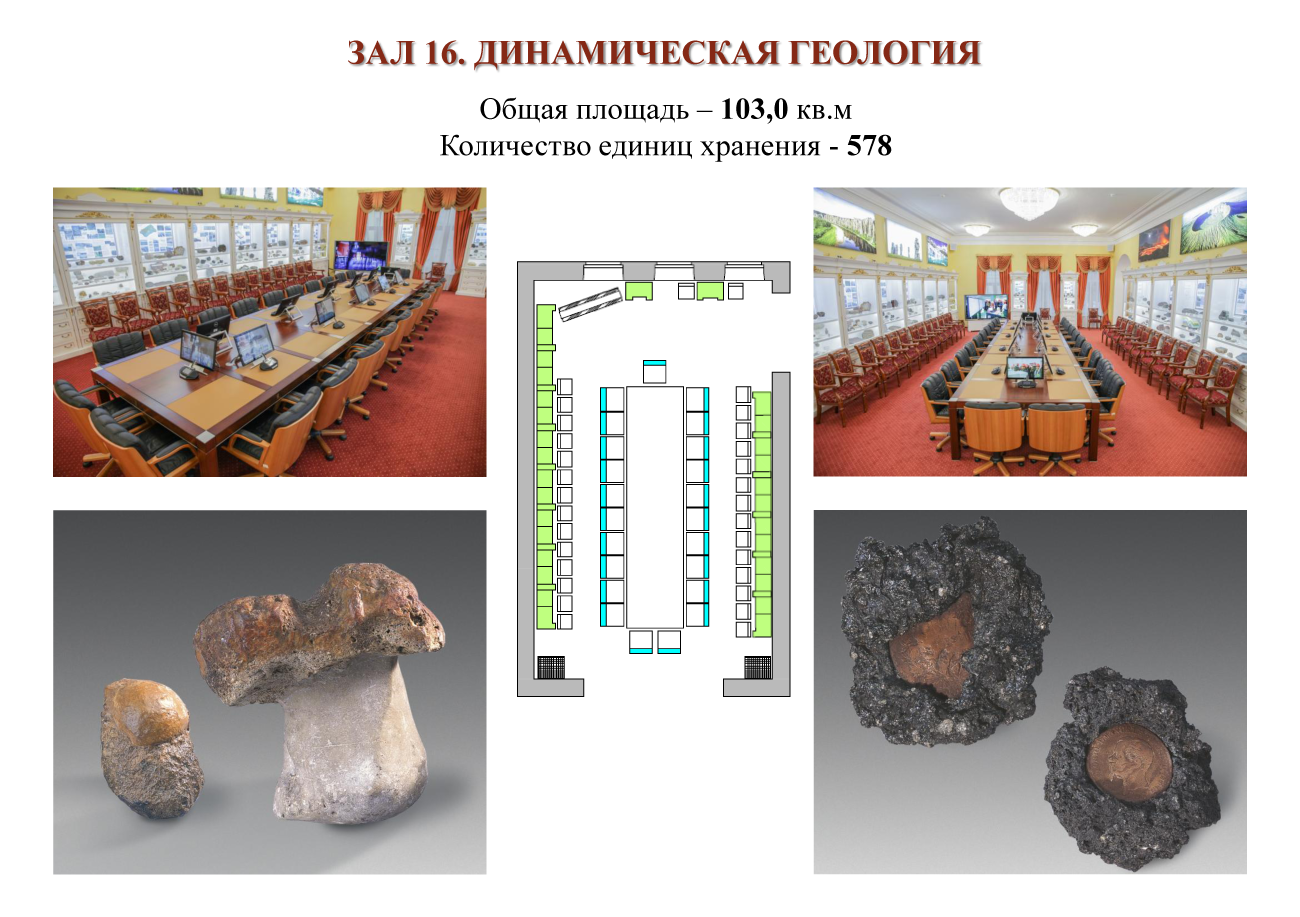 ЗАЛ 16. ДИНАМИЧЕСКАЯ ГЕОЛОГИЯ
Общая площадь – 103,0 кв.м
Количество единиц хранения - 578